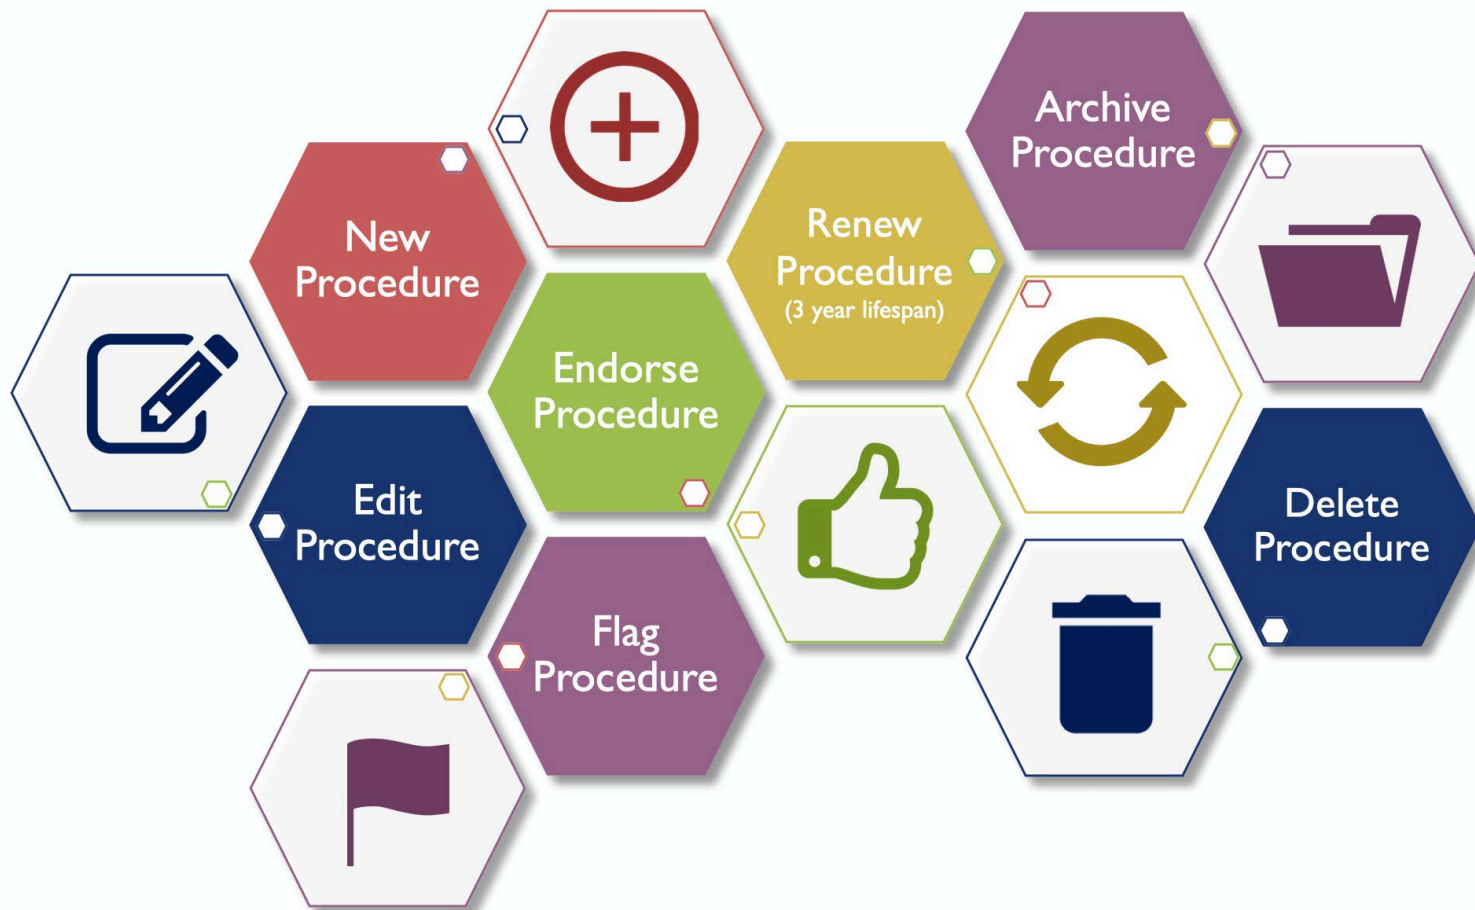 New
Procedure
Edit
Procedure
Endorse
Procedure
Flag
Procedure
Renew
Procedure
(3 year lifespan)
Archive
Procedure
Delete
Procedure